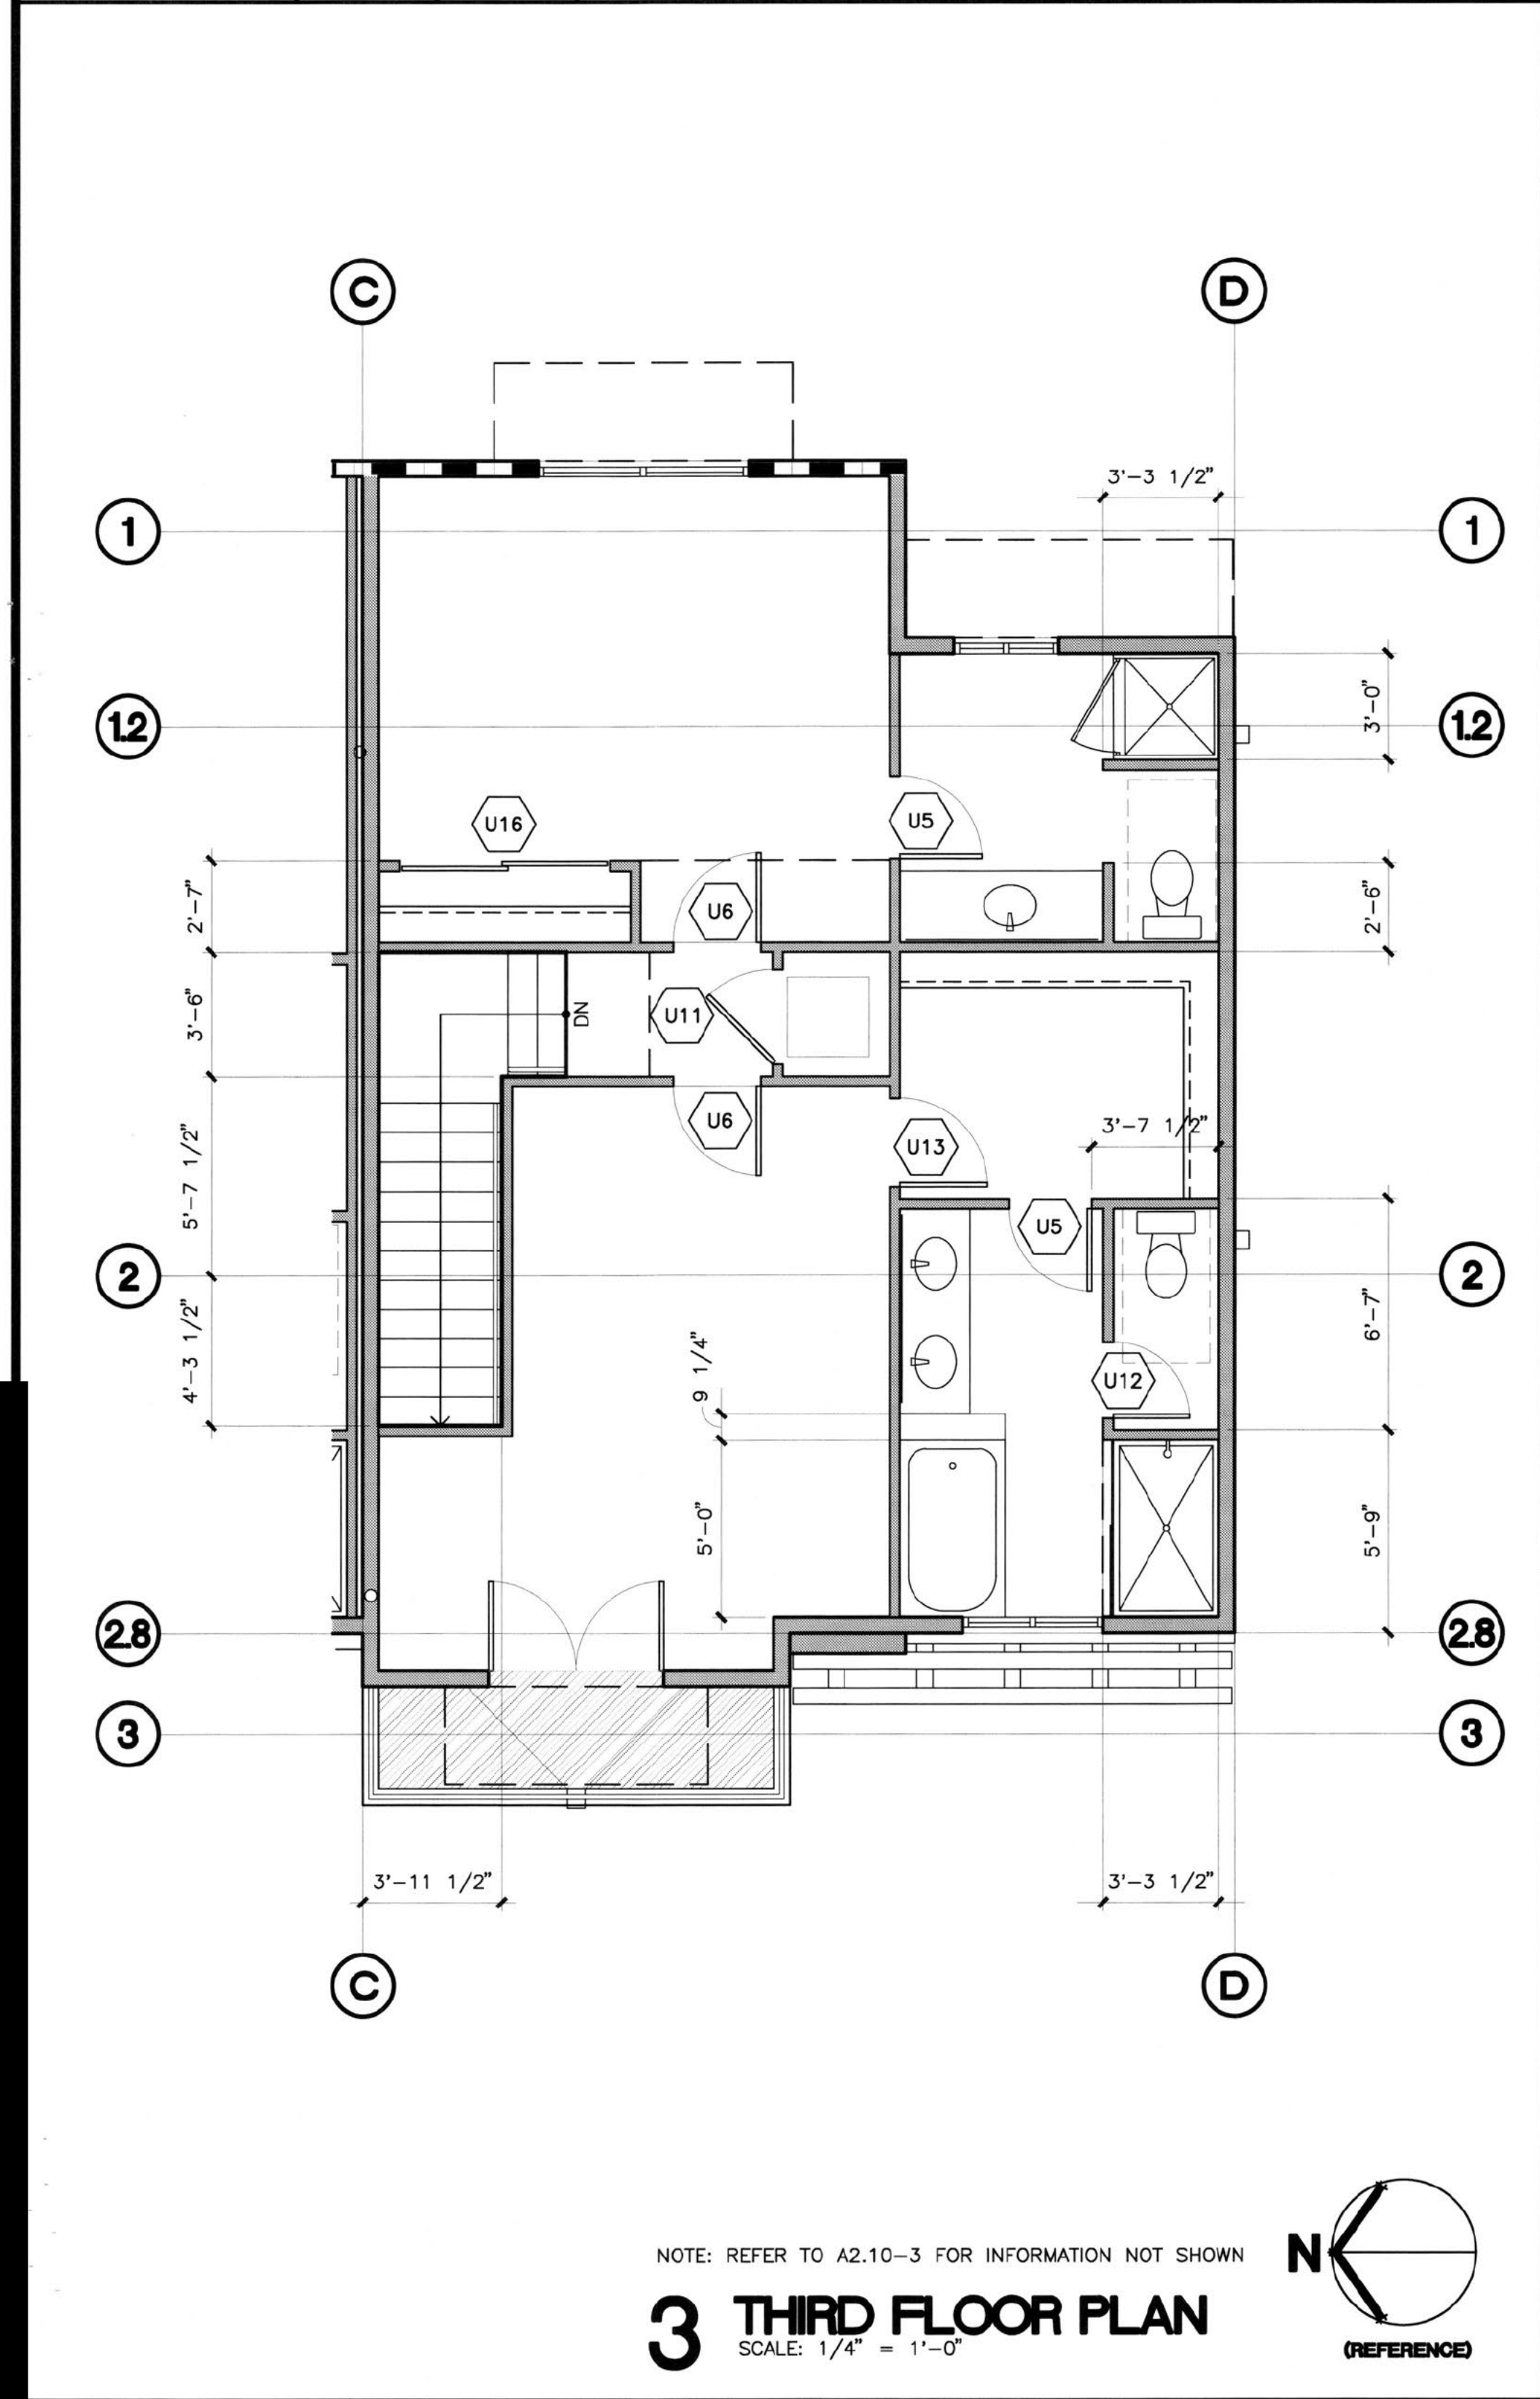 C D
3'-3 1/2"
1 1
3'-0"
1.2 1.2
U16 U5
2'-7" U6 2'-6"
3'-6" DN U11
U6
5'-7 1/2" U13 3'-7 1/2"
U5
2 2
4'-3 1/2" 9 1/4" U12 6'-7"
5'-0" 5'-9"
2.8 2.8
3 3
3'-11 1/2" 3'-3 1/2"
C D
NOTE: REFER TO A2.10-3 FOR INFORMATION NOT SHOWN
N
3 THIRD FLOOR PLAN
SCALE: 1/4" = 1'-0"
(REFERENCE)